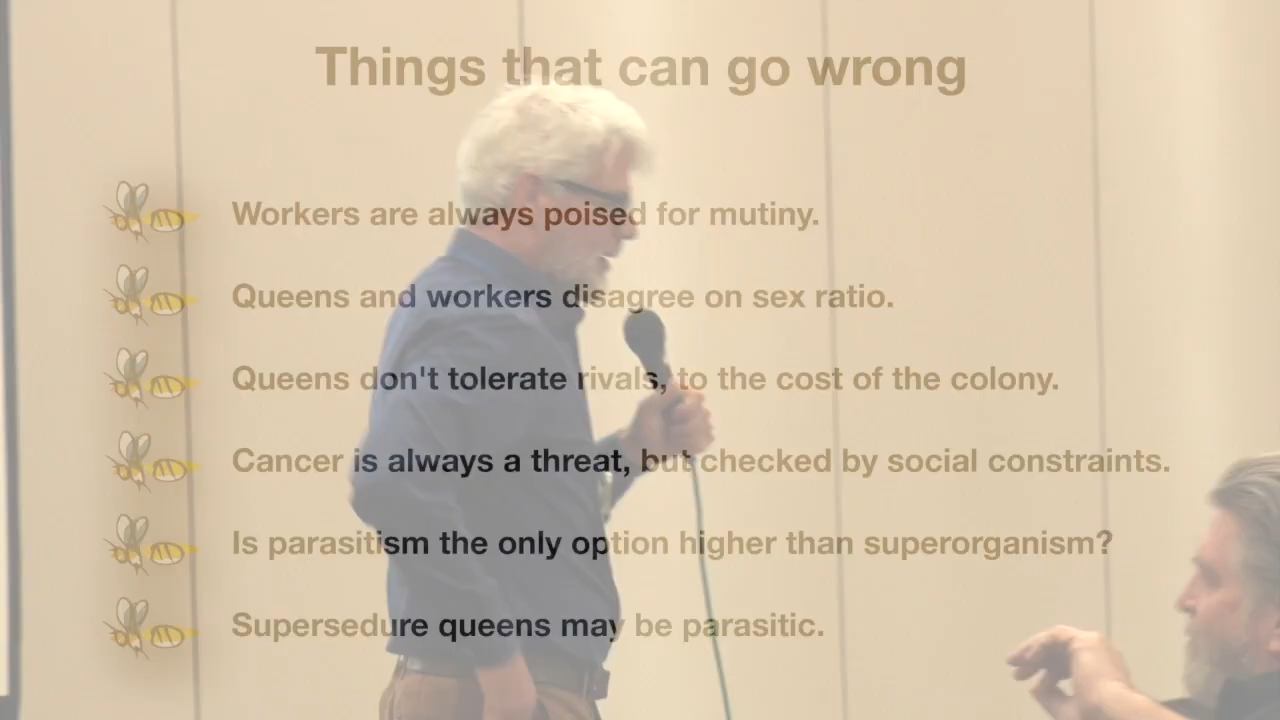 Things that can go wrong
Workers are always poised for mutiny.
Queens and workers disagree on sex ratio.
Queens don't tolerate rivals, to the cost of the colony.
Cancer is always a threat, but checked by social constraints.
Is parasitism the only option higher than superorganism?
Supersedure queens may be parasitic.